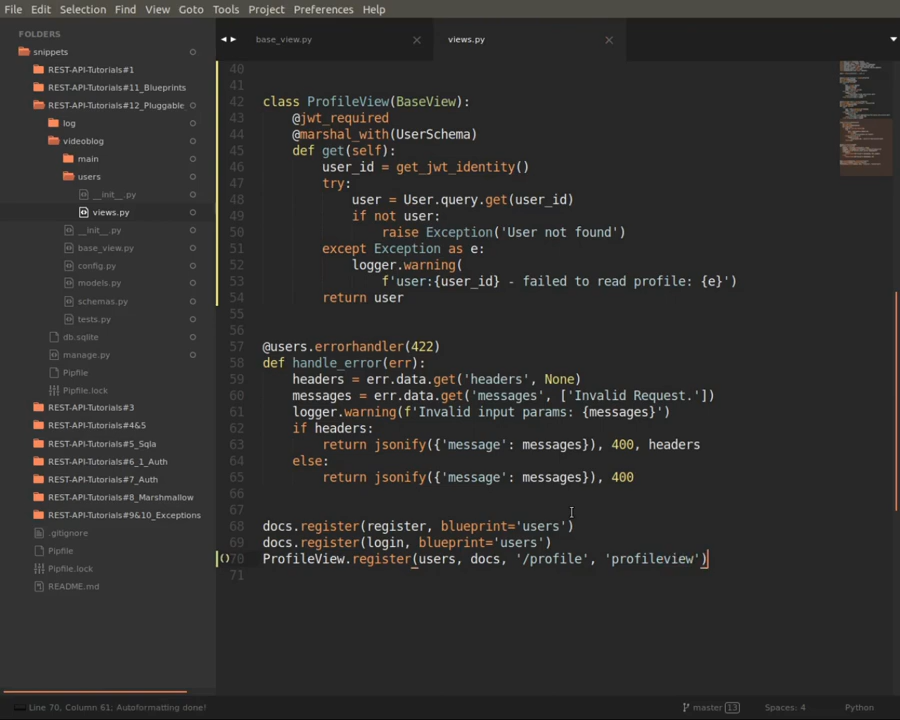 File Edit Selection Find View Goto Tools Project Preferences Help
FOLDERS
snippets
REST-API-Tutorials#1
REST-API-Tutorials#11_Blueprints
REST-API-Tutorials#12_Pluggable
log
videoblog
main
users
__init__.py
views.py
__init__.py
base_view.py
config.py
models.py
schemas.py
tests.py
db.sqlite
manage.py
Pipfile
Pipfile.lock
REST-API-Tutorials#3
REST-API-Tutorials#4&5
REST-API-Tutorials#5_Sqla
REST-API-Tutorials#6_1_Auth
REST-API-Tutorials#7_Auth
REST-API-Tutorials#8_Marshmallow
REST-API-Tutorials#9&10_Exceptions
.gitignore
Pipfile
Pipfile.lock
README.md
base_view.py
views.py
40
41
42 class ProfileView(BaseView):
43 @jwt_required
44 @marshal_with(UserSchema)
45 def get(self):
46 user_id = get_jwt_identity()
47 try:
48 user = User.query.get(user_id)
49 if not user:
50 raise Exception('User not found')
51 except Exception as e:
52 logger.warning(
53 f'user:{user_id} - failed to read profile: {e}')
54 return user
55
56
57 @users.errorhandler(422)
58 def handle_error(err):
59 headers = err.data.get('headers', None)
60 messages = err.data.get('messages', ['Invalid Request.'])
61 logger.warning(f'Invalid input params: {messages}')
62 if headers:
63 return jsonify({'message': messages}), 400, headers
64 else:
65 return jsonify({'message': messages}), 400
66
67
68 docs.register(register, blueprint='users')
69 docs.register(login, blueprint='users')
70 ProfileView.register(users, docs, '/profile', 'profileview')
71
Line 70, Column 61; Autoformatting done!
master 13
Spaces: 4
Python